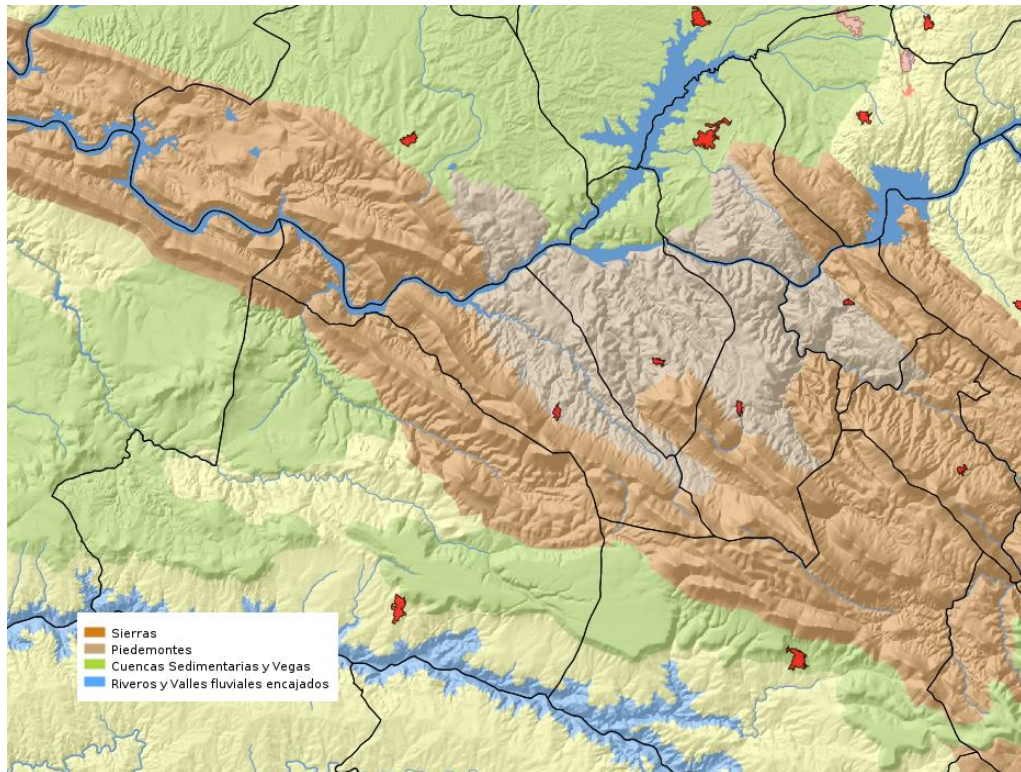 Sierras
Piedemontes
Cuencas Sedimentarias y Vegas
Riveros y Valles fluviales encajados